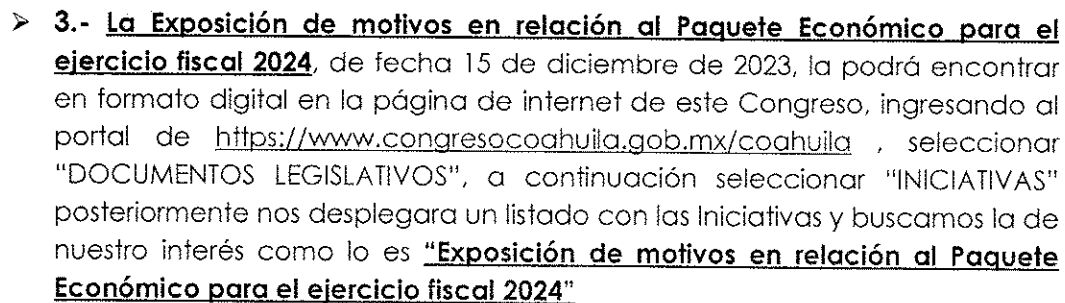 ➢ 3.- La Exposición de motivos en relación al Paquete Económico para el
ejercicio fiscal 2024, de fecha 15 de diciembre de 2023, la podrá encontrar
en formato digital en la página de internet de este Congreso, ingresando al
portal de https://www.congresocoahuila.gob.mx/coahuila , seleccionar
"DOCUMENTOS LEGISLATIVOS", a continuación seleccionar "INICIATIVAS"
posteriormente nos desplegara un listado con las Iniciativas y buscamos la de
nuestro interés como lo es "Exposición de motivos en relación al Paquete
Económico para el ejercicio fiscal 2024"